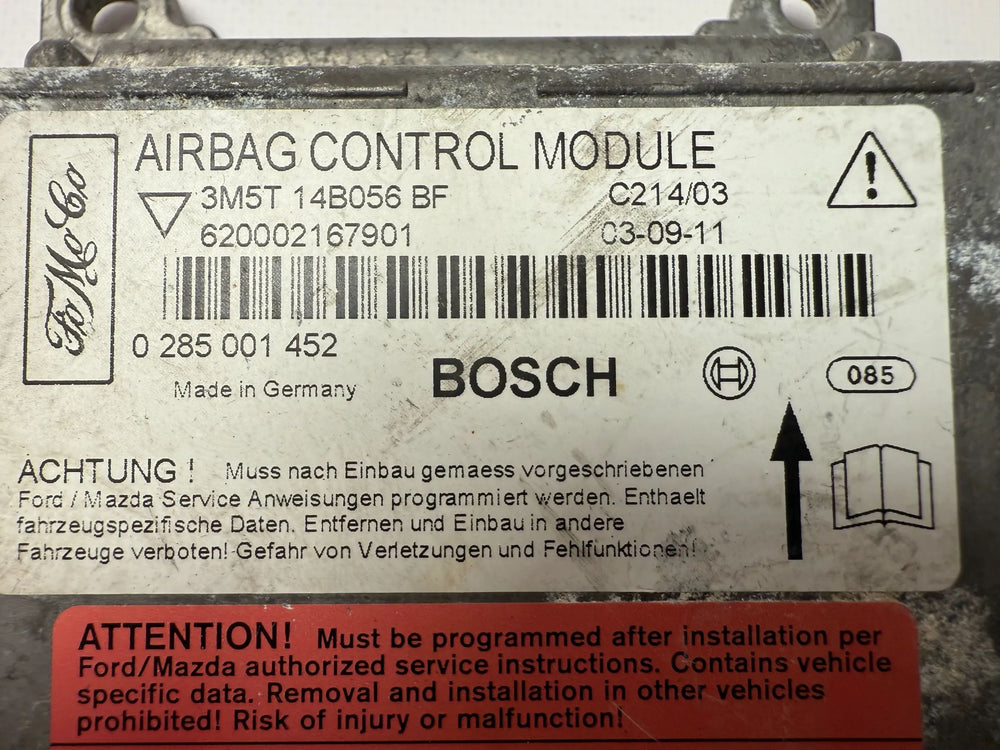 FoMoCo
AIRBAG CONTROL MODULE
3M5T 14B056 BF C214/03
620002167901 03-09-11
0 285 001 452
Made in Germany BOSCH 085
ACHTUNG ! Muss nach Einbau gemaess vorgeschriebenen
Ford / Mazda Service Anweisungen programmiert werden. Enthaelt
fahrzeugspezifische Daten. Entfernen und Einbau in andere
Fahrzeuge verboten! Gefahr von Verletzungen und Fehlfunktionen!
ATTENTION! Must be programmed after installation per
Ford/Mazda authorized service instructions. Contains vehicle
specific data. Removal and installation in other vehicles
prohibited! Risk of injury or malfunction!